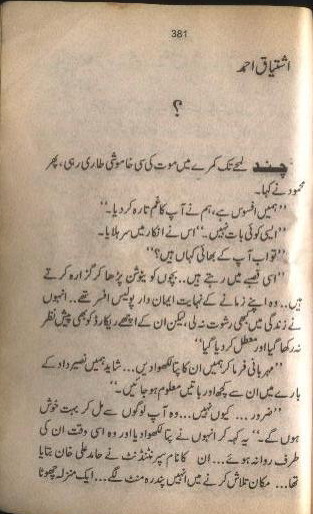 381
اشتیاق احمد
؟
چند لمحے تک کمرے میں موت کی سی خاموشی طاری رہی، پھر
محمود نے کہا۔
’’ہمیں افسوس ہے، ہم نے آپ کا غم تازہ کر دیا۔‘‘
’’ایسی کوئی بات نہیں۔‘‘ اس نے انکار میں سر ہلایا۔
’’تو اب آپ کے بھائی کہاں ہیں؟‘‘
’’اسی قصبے میں رہتے ہیں.. بچوں کو ٹیوشن پڑھا کر گزارہ کرتے
ہیں.. وہ اپنے زمانے کے نہایت ایمان دار پولیس افسر تھے.. انہوں
نے زندگی میں کبھی رشوت نہ لی لیکن ان کے اچھے ریکارڈ کو بھی پیش نظر
نہ رکھا گیا اور معطل کر دیا گیا‘‘
’’مہربانی فرما کر ہمیں ان کا پتا لکھوا دیں... شاید ہمیں نصیر داد کے
بارے میں ان سے کچھ اور باتیں معلوم ہو جائیں۔‘‘
’’ضرور... کیوں نہیں... وہ آپ لوگوں سے مل کر بہت خوش
ہوں گے۔‘‘ یہ کہہ کر انہوں نے پتا لکھوا دیا اور وہ اسی وقت ان کی
طرف روانہ ہوئے... ان کا نام سپرنٹنڈنٹ نے حامد علی خان بتایا
تھا... مکان تلاش کرنے میں انہیں پندرہ منٹ لگے... ایک منزلہ چھوٹا